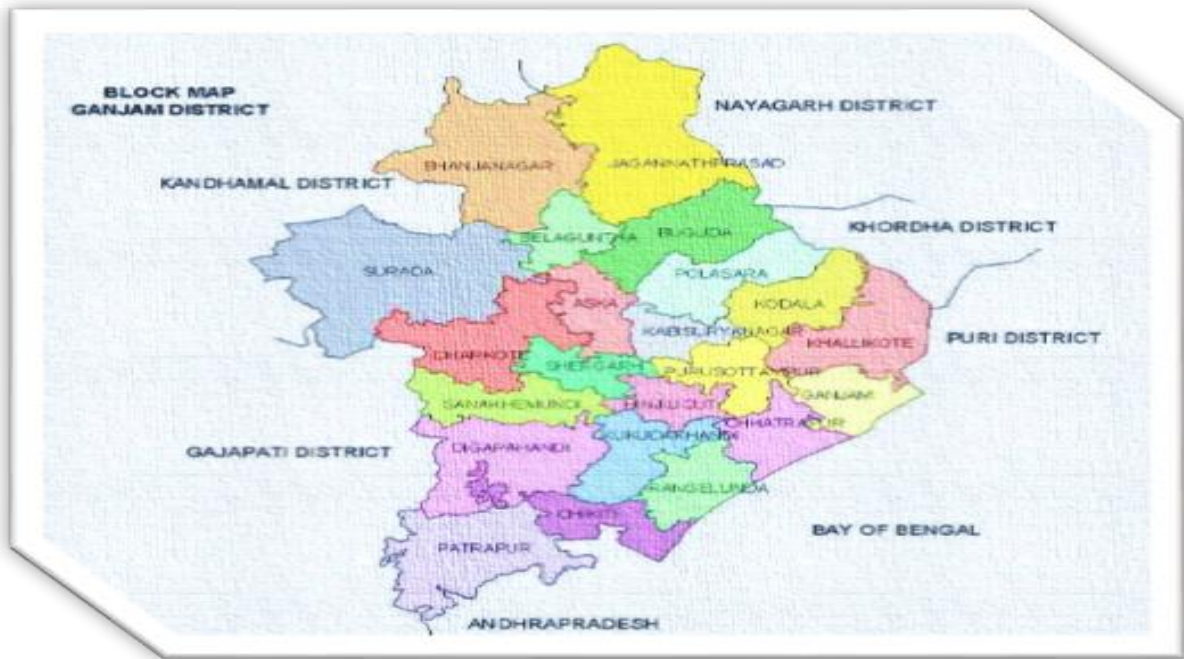 BLOCK MAP
GANJAM DISTRICT
NAYAGARH DISTRICT
BHANJANAGAR
JAGANNATHPRASAD
KANDHAMAL DISTRICT
KHORDHA DISTRICT
BELAGUNTHA
BUGUDA
SURADA
POLASARA
ASKA
KODALA
KABISURYANAGAR
KHALLIKOTE
PURI DISTRICT
DHARKOTE
SHERGARH
PURUSOTTAMPUR
SANAKHEMUNDI
HINJILICUT
GANJAM
CHHATRAPUR
KUKUDAKHANDI
DIGAPAHANDI
GAJAPATI DISTRICT
RANGEILUNDA
CHIKITI
BAY OF BENGAL
PATRAPUR
ANDHRAPRADESH